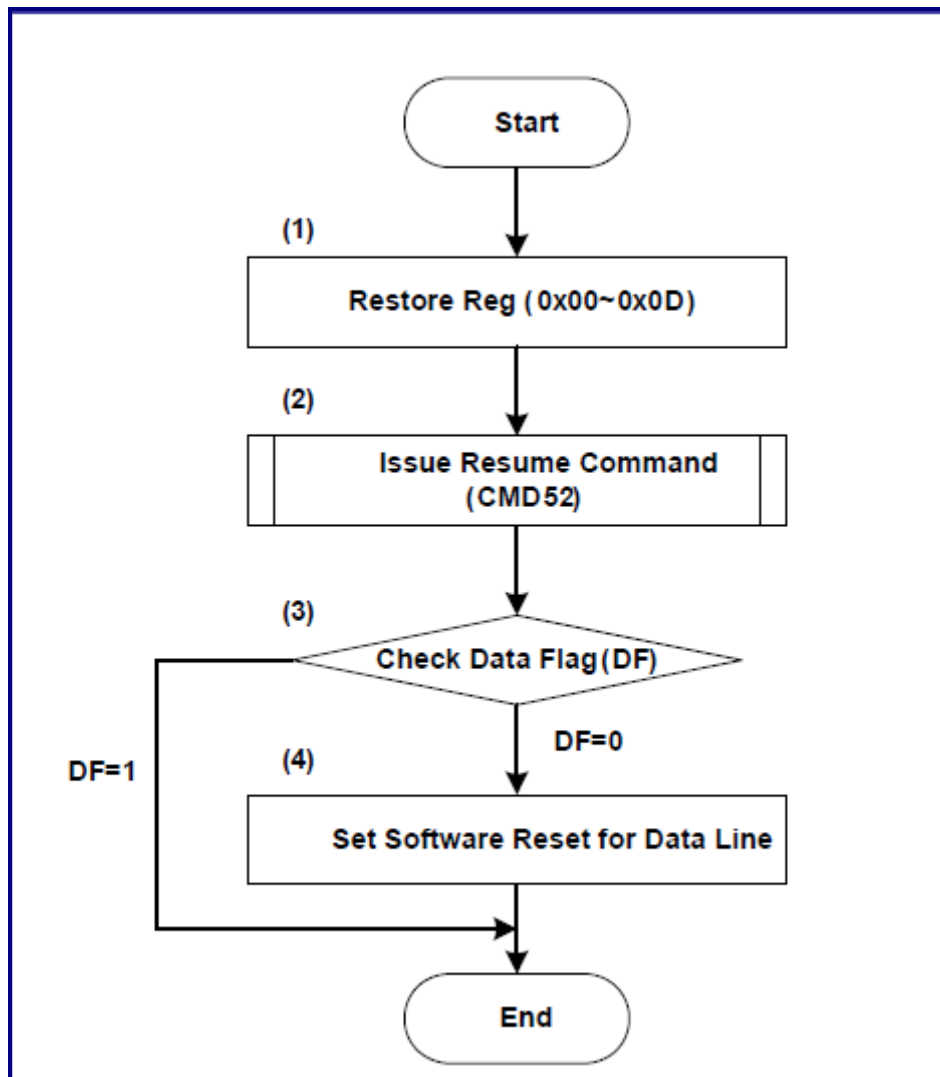 Start
(1)
Restore Reg (0x00~0x0D)
(2)
Issue Resume Command
(CMD52)
(3)
Check Data Flag(DF)
DF=0
DF=1
(4)
Set Software Reset for Data Line
End